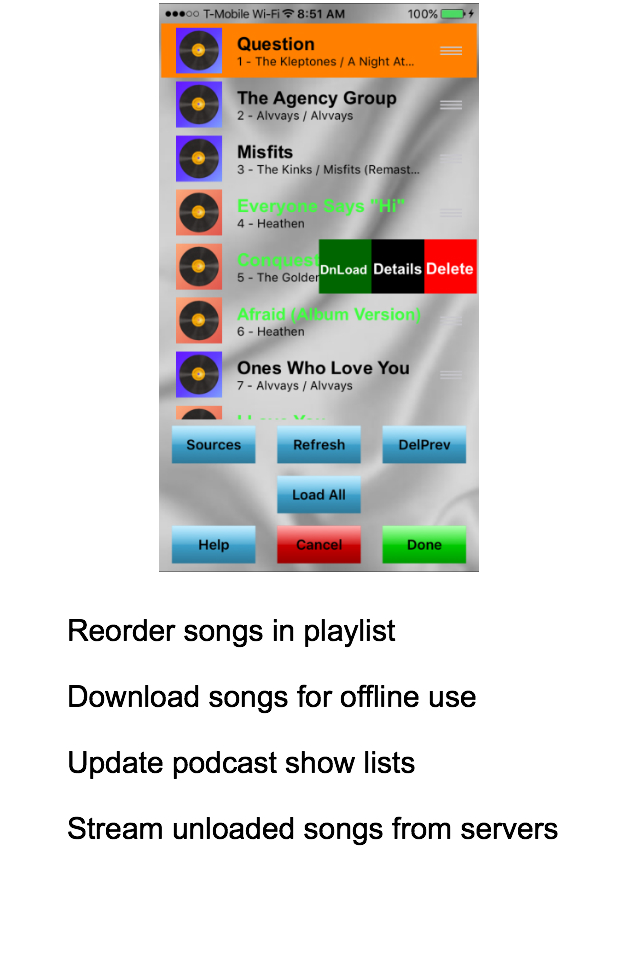 ●●●○○ T-Mobile Wi-Fi 8:51 AM 100%
Question
1 - The Kleptones / A Night At...
The Agency Group
2 - Alvvays / Alvvays
Misfits
3 - The Kinks / Misfits (Remast...
Everyone Says "Hi"
4 - Heathen
Conquest
5 - The Golder
DnLoad Details Delete
Afraid (Album Version)
6 - Heathen
Ones Who Love You
7 - Alvvays / Alvvays
I Love You
Sources Refresh DelPrev
Load All
Help Cancel Done
Reorder songs in playlist
Download songs for offline use
Update podcast show lists
Stream unloaded songs from servers